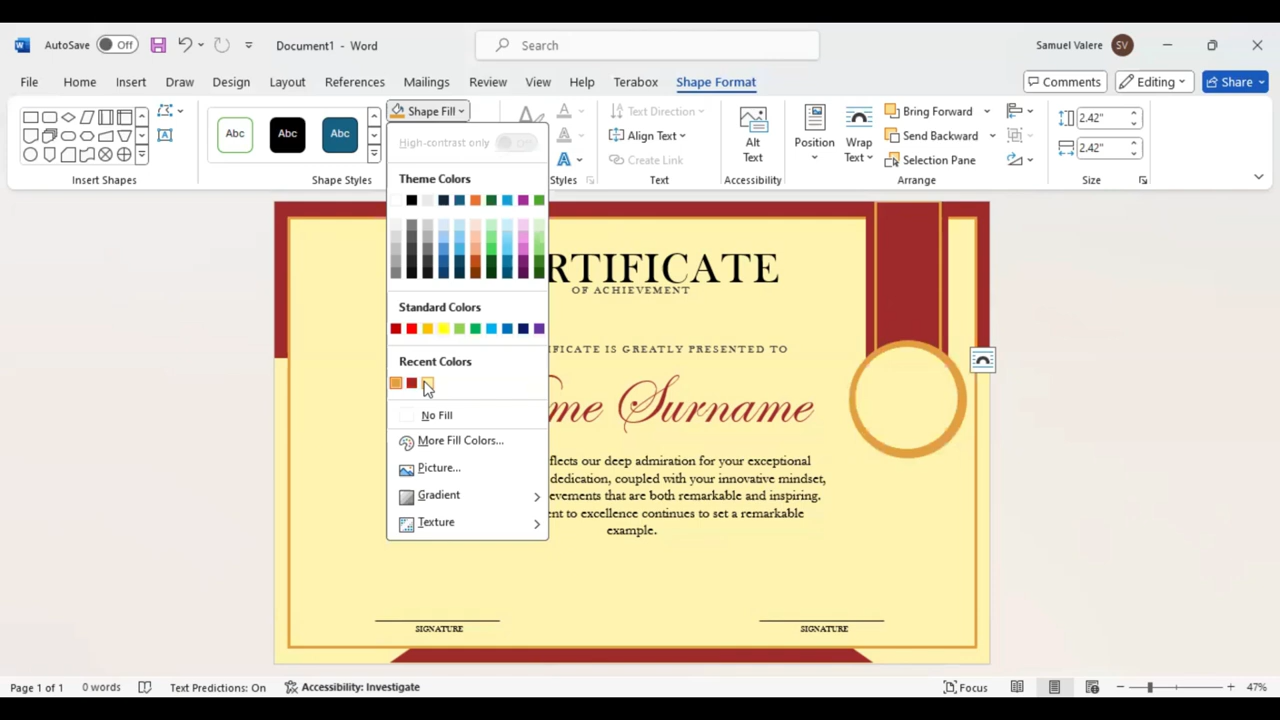 AutoSave Off Document1 - Word Search Samuel Valere SV
File Home Insert Draw Design Layout References Mailings Review View Help Terabox Shape Format Comments Editing Share
Abc Abc Abc
Shape Fill
Text Direction
Align Text
Create Link
Alt Text
Position
Wrap Text
Bring Forward
Send Backward
Selection Pane
2.42"
2.42"
Insert Shapes Shape Styles Styles Text Accessibility Arrange Size
High-contrast only Off
Theme Colors
Standard Colors
Recent Colors
No Fill
More Fill Colors...
Picture...
Gradient
Texture
RTIFICATE
OF ACHIEVEMENT
IFICATE IS GREATLY PRESENTED TO
me Surname
flects our deep admiration for your exceptional
dedication, coupled with your innovative mindset,
evements that are both remarkable and inspiring.
ent to excellence continues to set a remarkable
example.
SIGNATURE SIGNATURE
Page 1 of 1 0 words Text Predictions: On Accessibility: Investigate Focus 47%